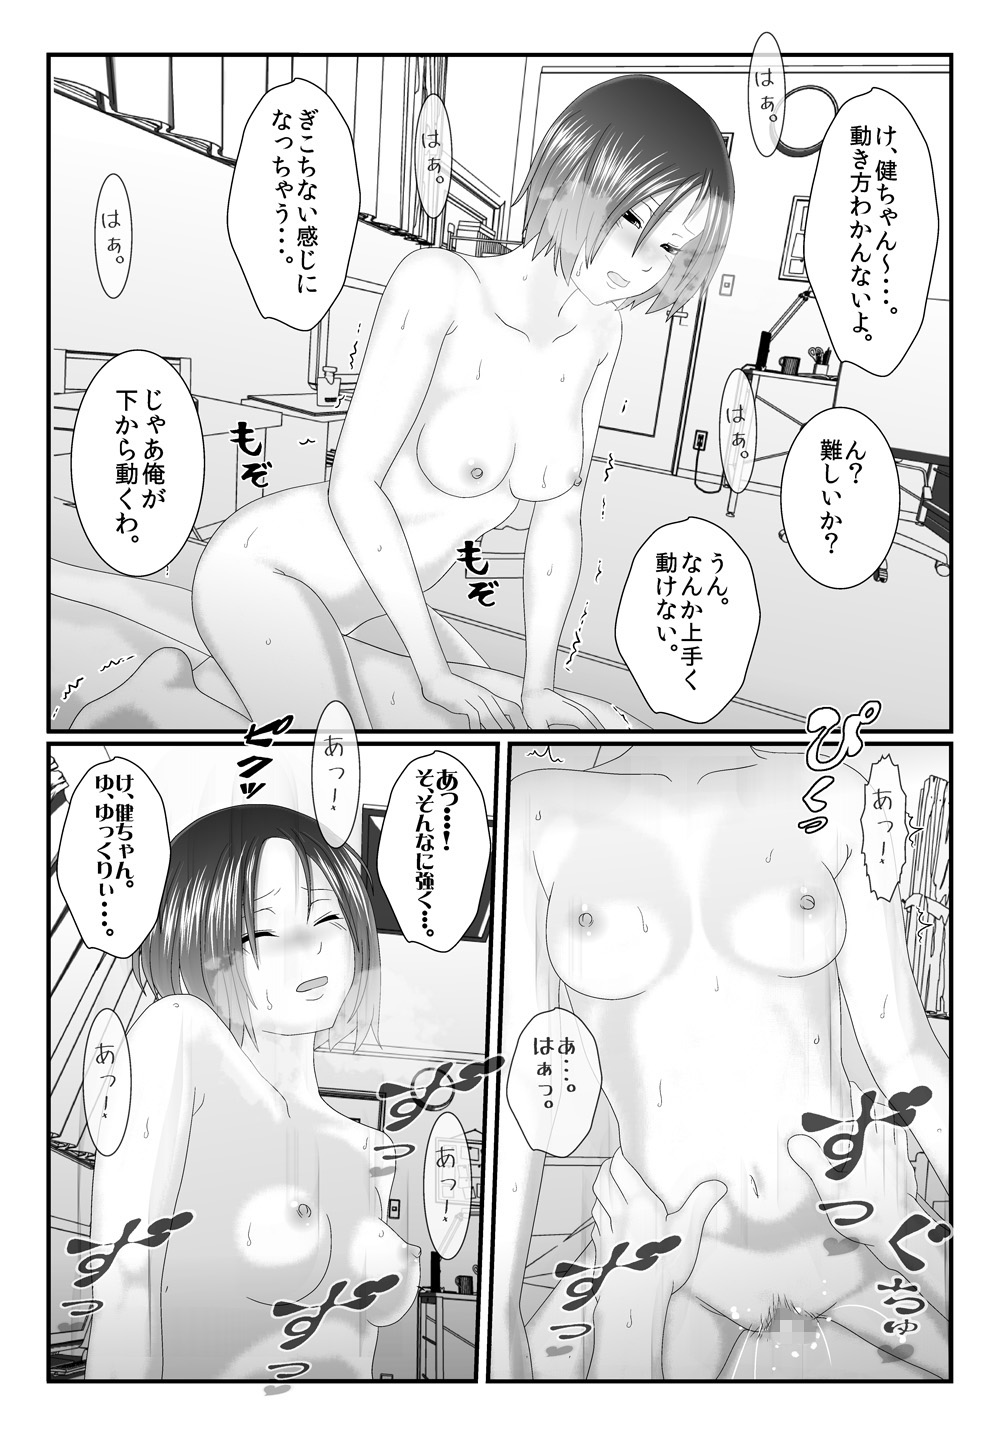 はぁ。
け、健ちゃん～･･･。
動き方わかんないよ。
はぁ。
ぎこちない感じに
なっちゃう･･･。
はぁ。
ん？
難しいか？
はぁ。
うん。
なんか上手く
動けない。
じゃあ俺が
下から動くわ。
もぞ
もぞ
ぴくっ
あっー
あ…。
はぁっ。
ずっ
ずっ
ぐちゅ
ピクッ
あっー
あっ…！
そ､そんなに強く…。
け､健ちゃん。
ゆ､ゆっくりぃ…。
あっー
あっー
ずっ
ずっ
ずっ